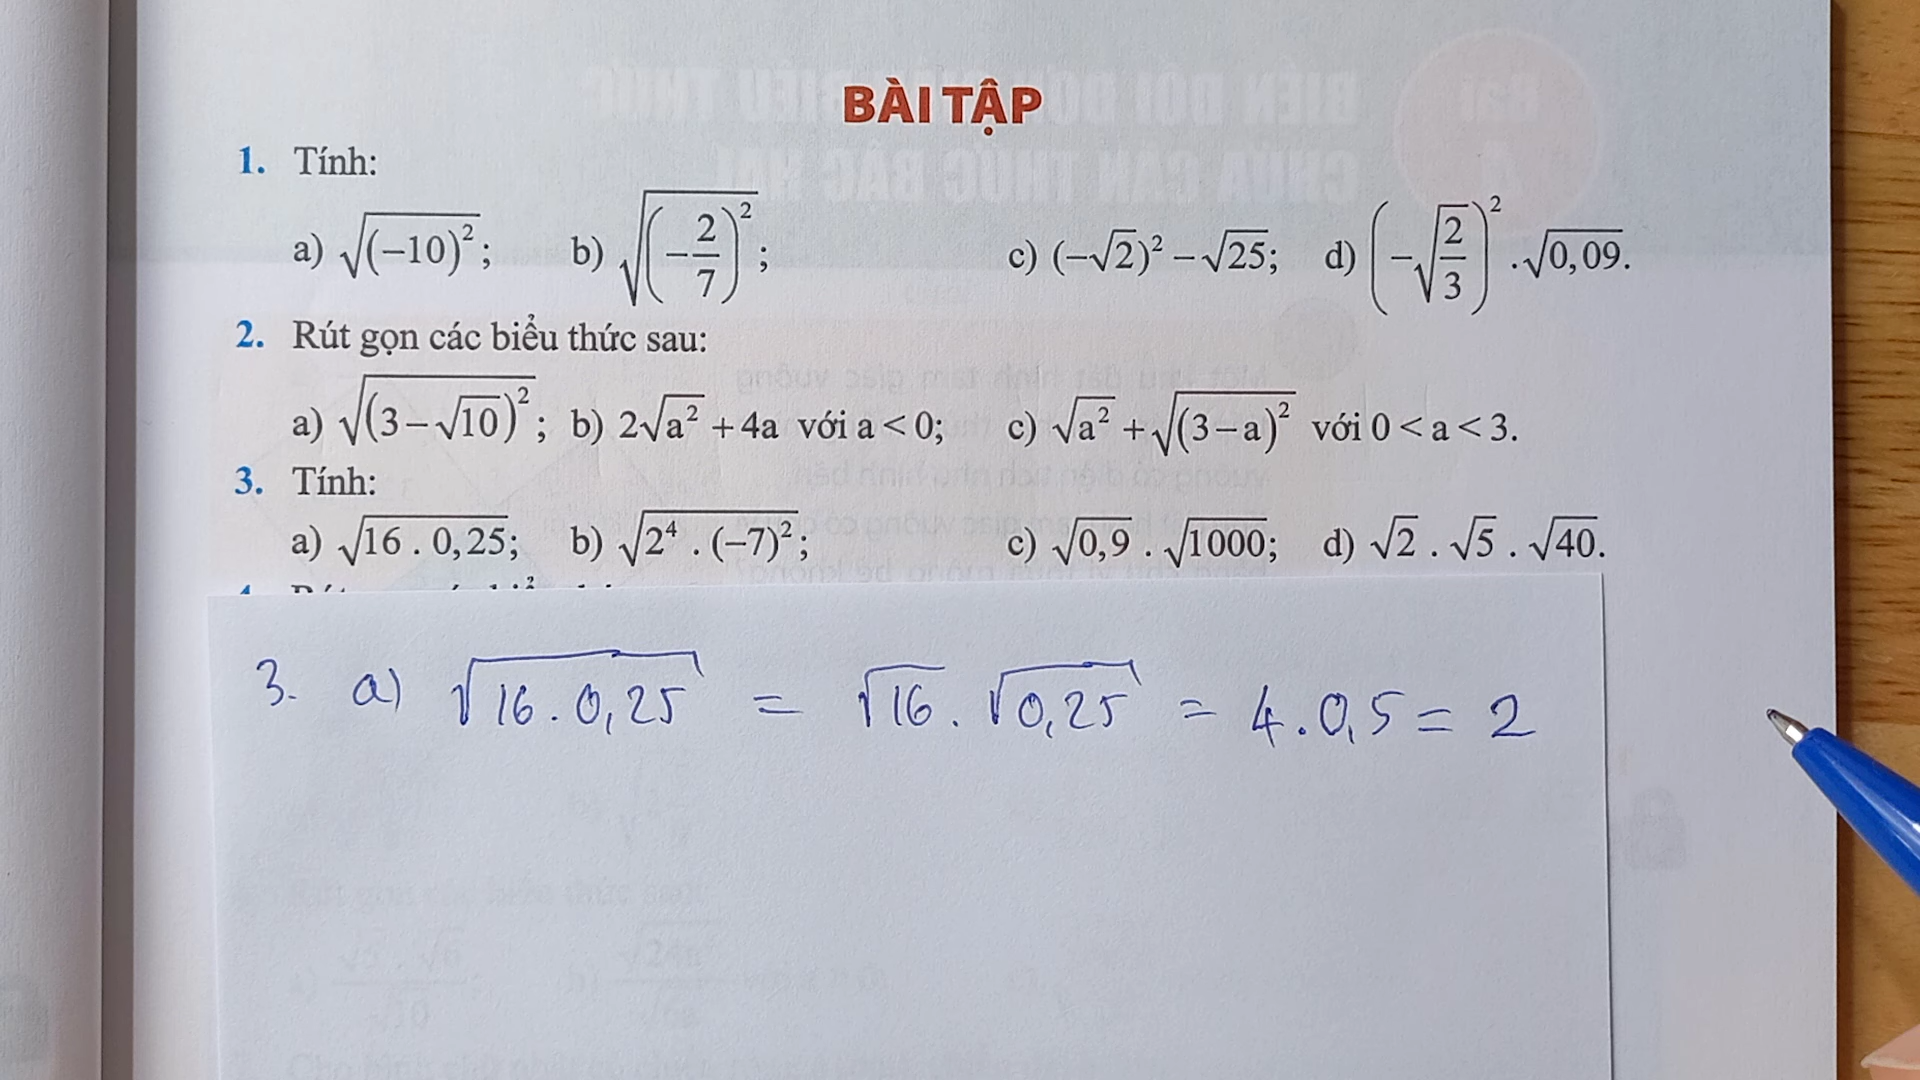 BÀI TẬP
1. Tính:
a) √(−10)²; b) √(−2/7)²; c) (−√2)² − √25; d) (−√2/3)² . √0,09.
2. Rút gọn các biểu thức sau:
a) √(3−√10)²; b) 2√a² + 4a với a < 0; c) √a² + √(3−a)² với 0 < a < 3.
3. Tính:
a) √16 . 0,25; b) √2⁴ . (−7)²; c) √0,9 . √1000; d) √2 . √5 . √40.
3. a) √16 . 0,25 = √16 . √0,25 = 4 . 0,5 = 2